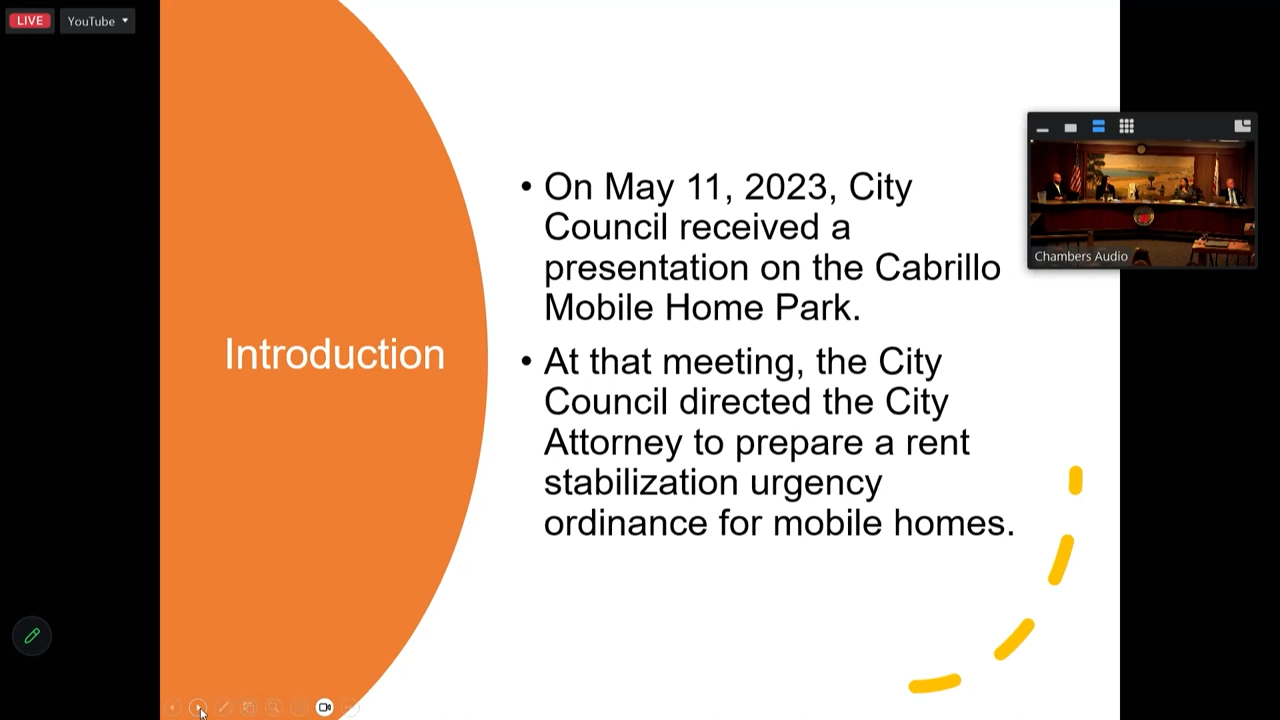 LIVE
YouTube
Introduction
• On May 11, 2023, City
Council received a
presentation on the Cabrillo
Mobile Home Park.
• At that meeting, the City
Council directed the City
Attorney to prepare a rent
stabilization urgency
ordinance for mobile homes.
Chambers Audio